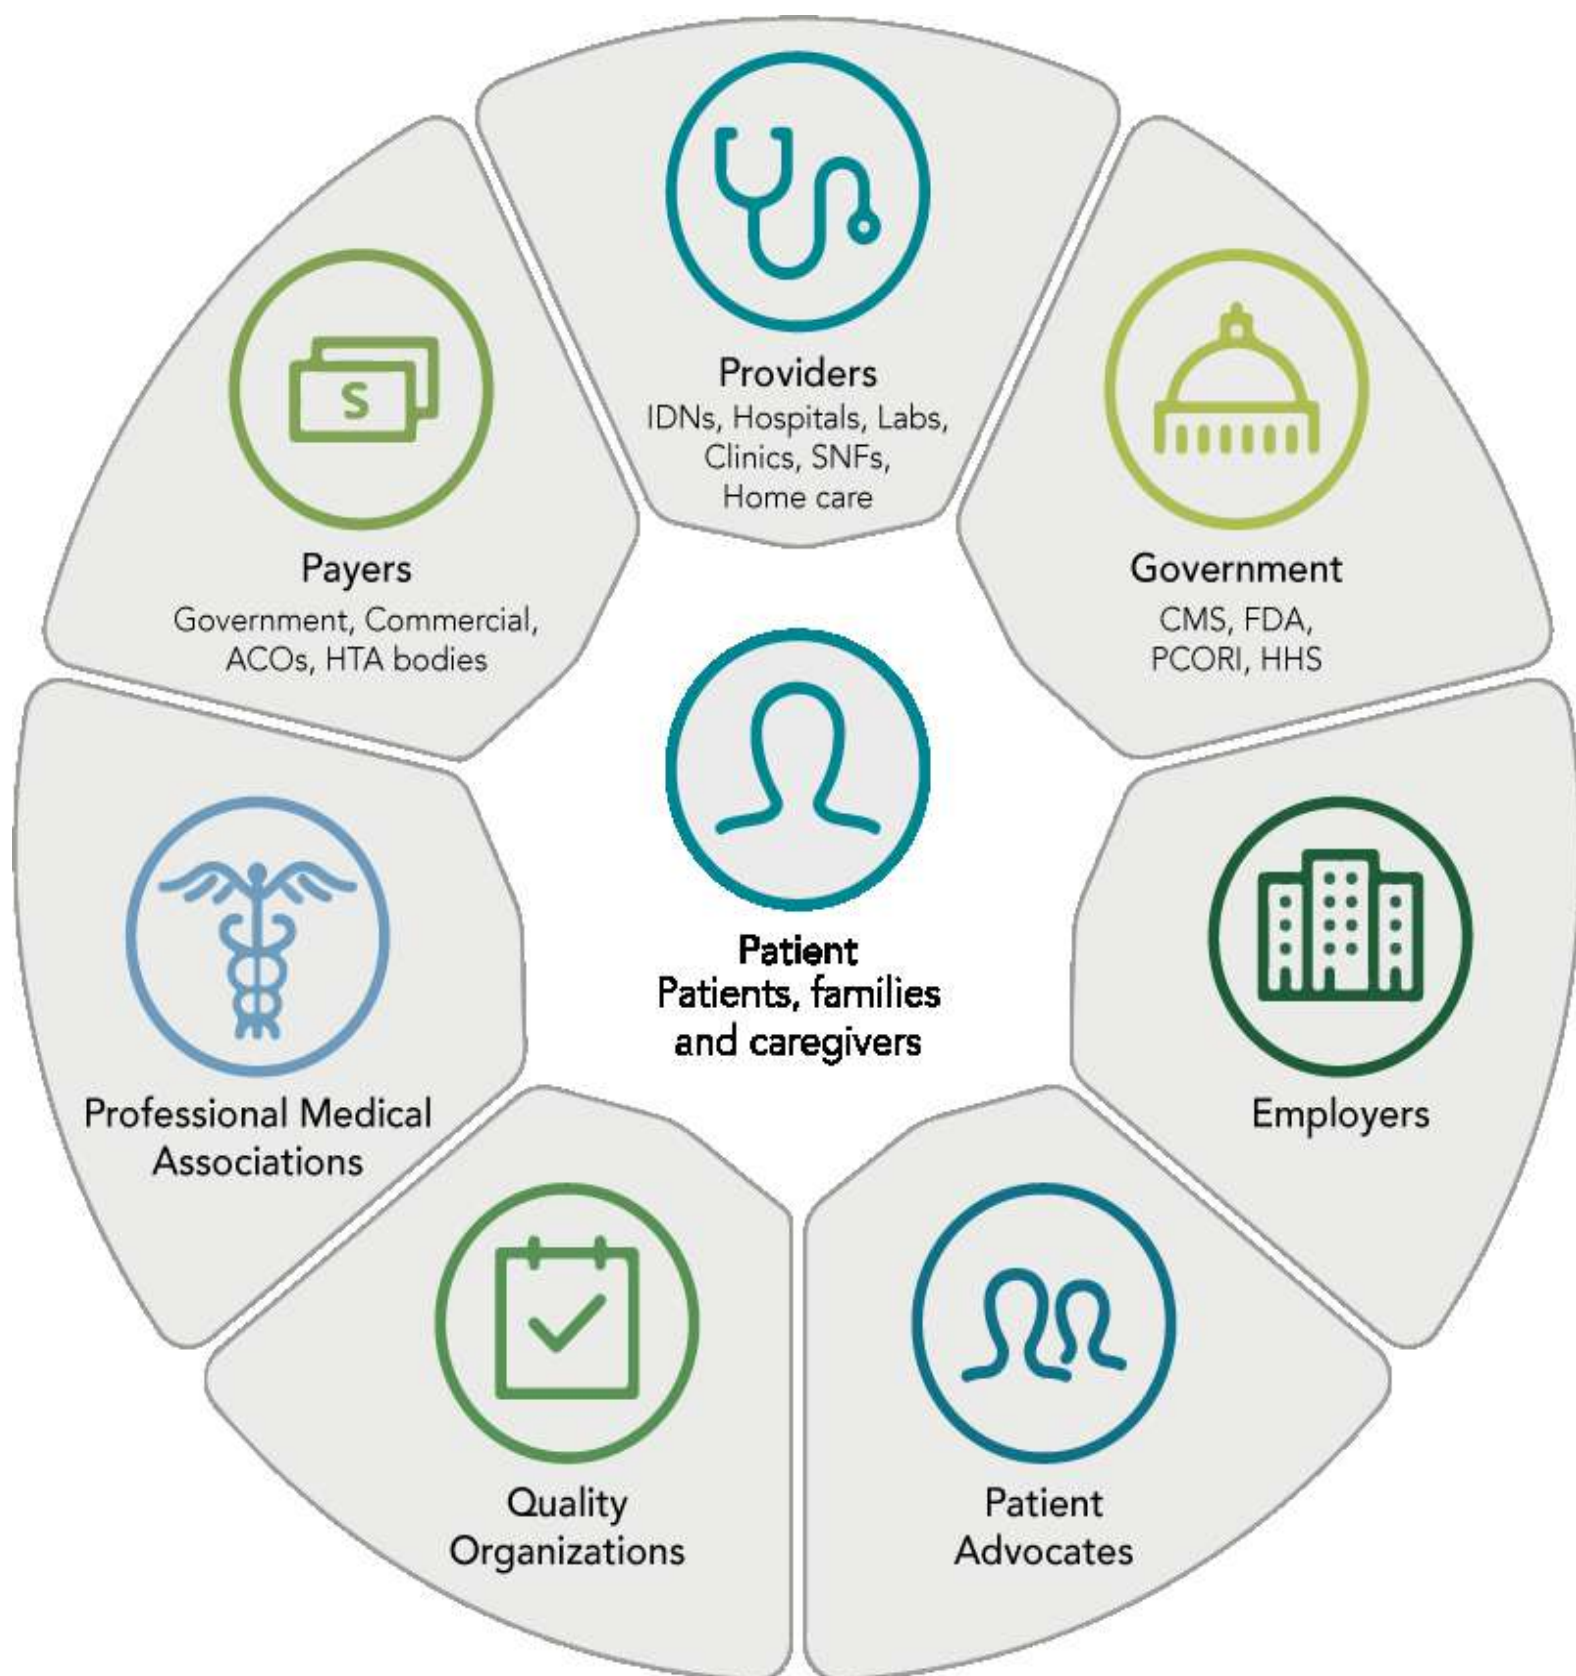 Providers
IDNs, Hospitals, Labs,
Clinics, SNFs,
Home care
Government
CMS, FDA,
PCORI, HHS
Employers
Patient
Advocates
Quality
Organizations
Professional Medical
Associations
S
Payers
Government, Commercial,
ACOs, HTA bodies
Patient
Patients, families
and caregivers